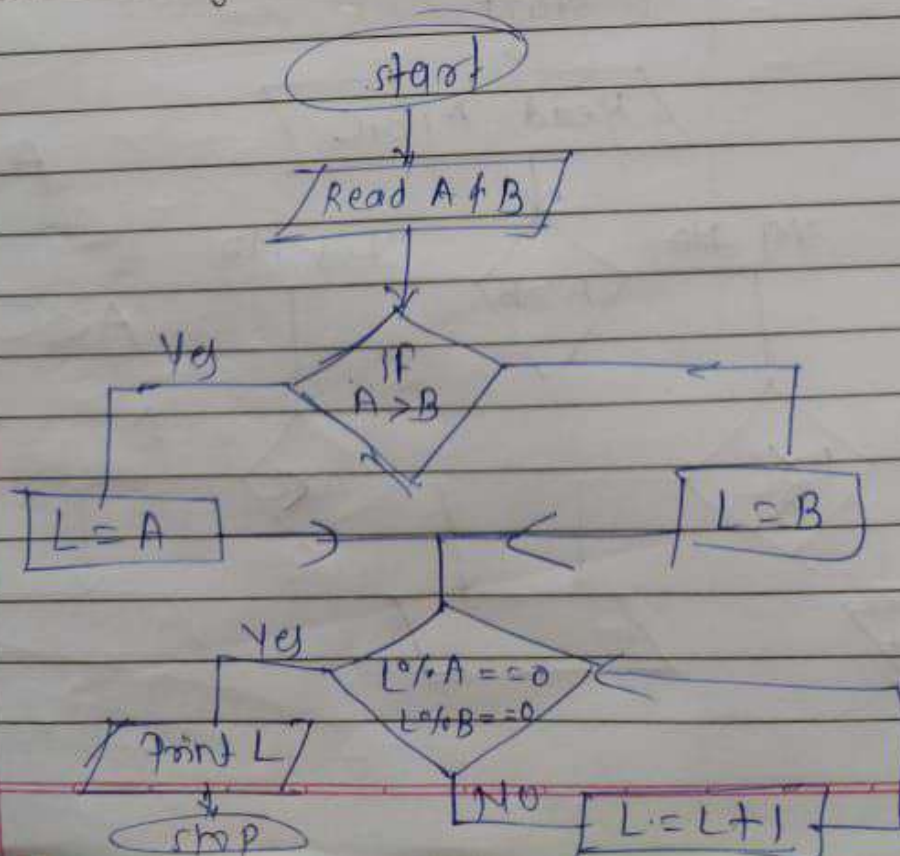 start
Read A & B
Yes
If
A > B
L = A
L = B
Yes
L%A == 0
L%B == 0
Print L
No
L = L + 1
stop